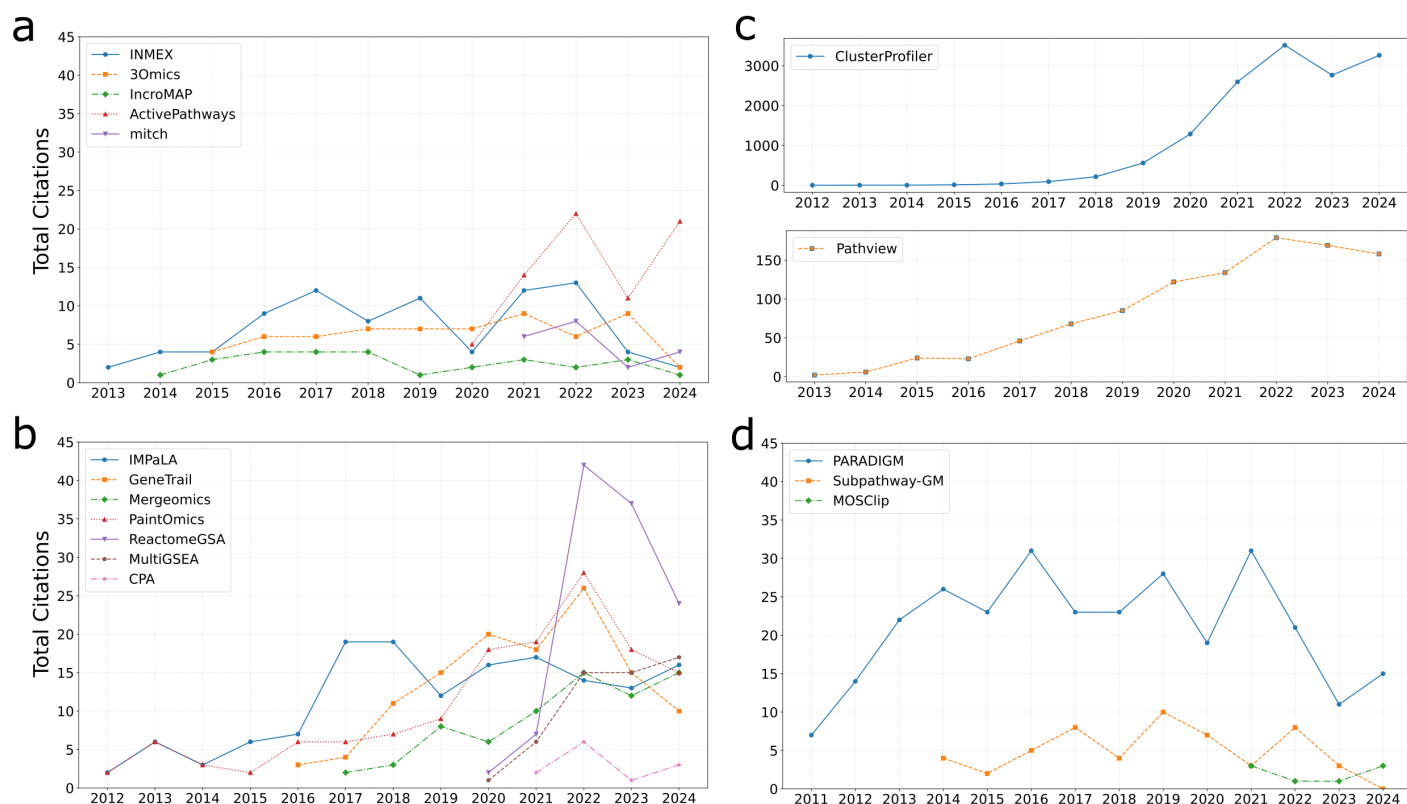 a
Total Citations
45
40
35
30
25
20
15
10
5
0
INMEX
3Omics
IncroMAP
ActivePathways
mitch
2013 2014 2015 2016 2017 2018 2019 2020 2021 2022 2023 2024
b
Total Citations
45
40
35
30
25
20
15
10
5
0
IMPaLA
GeneTrail
Mergeomics
PaintOmics
ReactomeGSA
MultiGSEA
CPA
2012 2013 2014 2015 2016 2017 2018 2019 2020 2021 2022 2023 2024
c
3000
2000
1000
0
ClusterProfiler
2012 2013 2014 2015 2016 2017 2018 2019 2020 2021 2022 2023 2024
150
100
50
0
Pathview
2013 2014 2015 2016 2017 2018 2019 2020 2021 2022 2023 2024
d
45
40
35
30
25
20
15
10
5
0
PARADIGM
Subpathway-GM
MOSClip
2011 2012 2013 2014 2015 2016 2017 2018 2019 2020 2021 2022 2023 2024